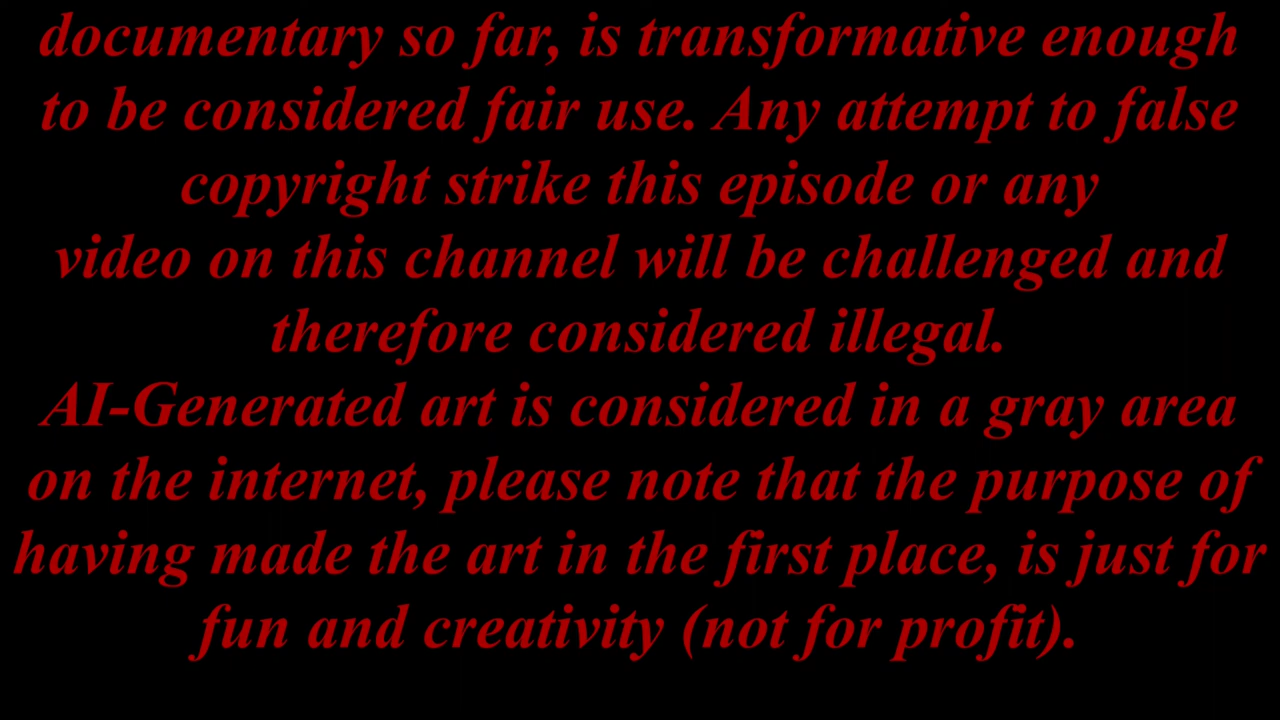 documentary so far, is transformative enough
to be considered fair use. Any attempt to false
copyright strike this episode or any
video on this channel will be challenged and
therefore considered illegal.
AI-Generated art is considered in a gray area
on the internet, please note that the purpose of
having made the art in the first place, is just for
fun and creativity (not for profit).